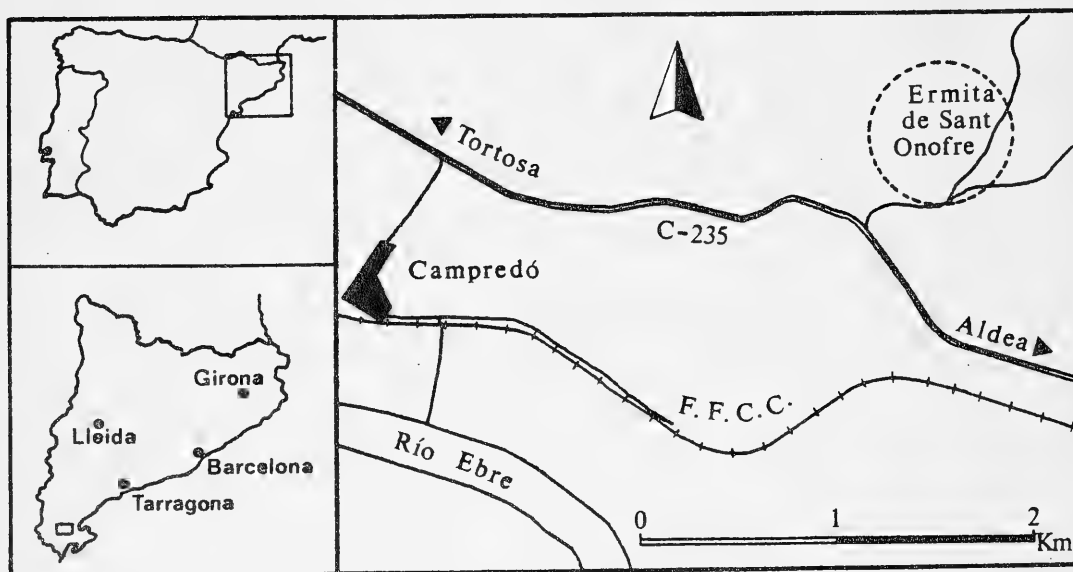 Girona
Lleida
Barcelona
Tarragona
Tortosa
Ermita
de Sant
Onofre
C-235
Campredó
Aldea
F.F.C.C.
Río Ebre
0 1 2
Km